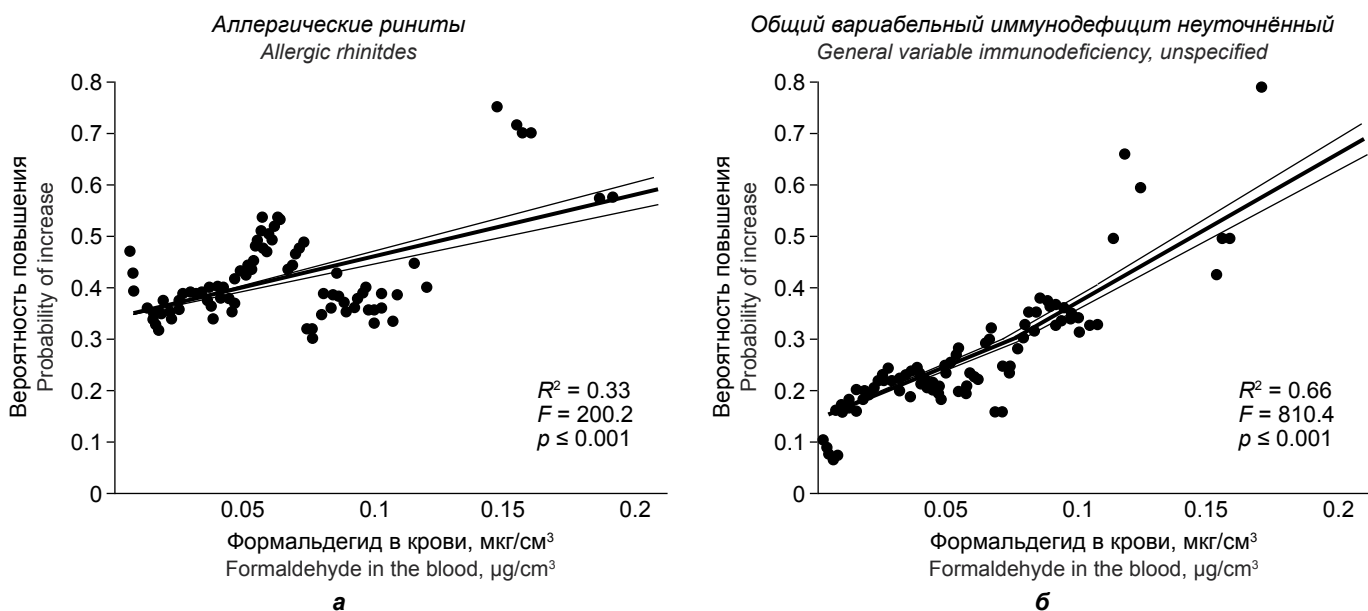 Аллергические риниты
Allergic rhinitdes
0.8
0.7
0.6
0.5
0.4
0.3
0.2
0.1
0
Вероятность повышения
Probability of increase
R² = 0.33
F = 200.2
p ≤ 0.001
0.05
0.1
0.15
0.2
Формальдегид в крови, мкг/см³
Formaldehyde in the blood, µg/cm³
а
Общий вариабельный иммунодефицит неуточнённый
General variable immunodeficiency, unspecified
0.8
0.7
0.6
0.5
0.4
0.3
0.2
0.1
0
Вероятность повышения
Probability of increase
R² = 0.66
F = 810.4
p ≤ 0.001
0.05
0.1
0.15
0.2
Формальдегид в крови, мкг/см³
Formaldehyde in the blood, µg/cm³
б